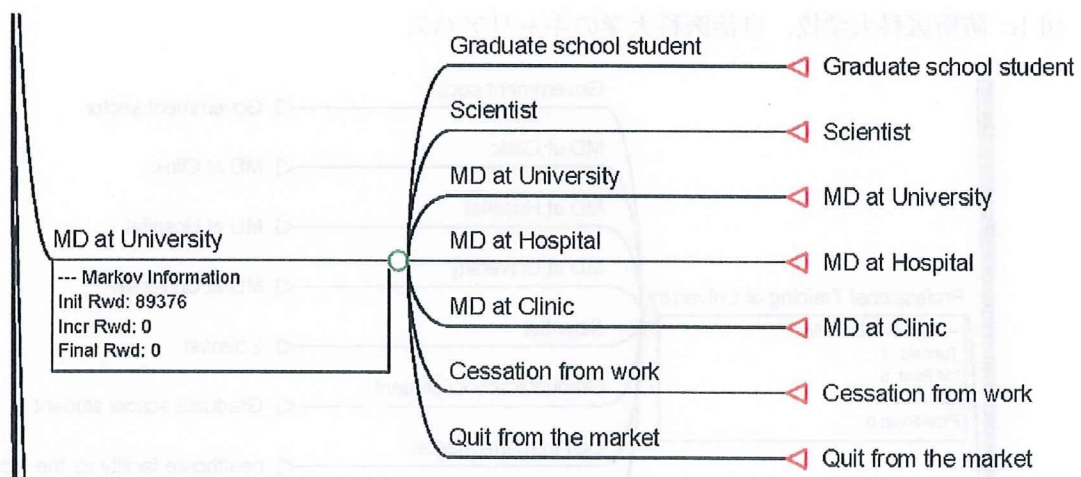 Graduate school student
Graduate school student
Scientist
Scientist
MD at University
MD at University
MD at University
--- Markov Information
Init Rwd: 89376
Incr Rwd: 0
Final Rwd: 0
MD at Hospital
MD at Hospital
MD at Clinic
MD at Clinic
Cessation from work
Cessation from work
Quit from the market
Quit from the market